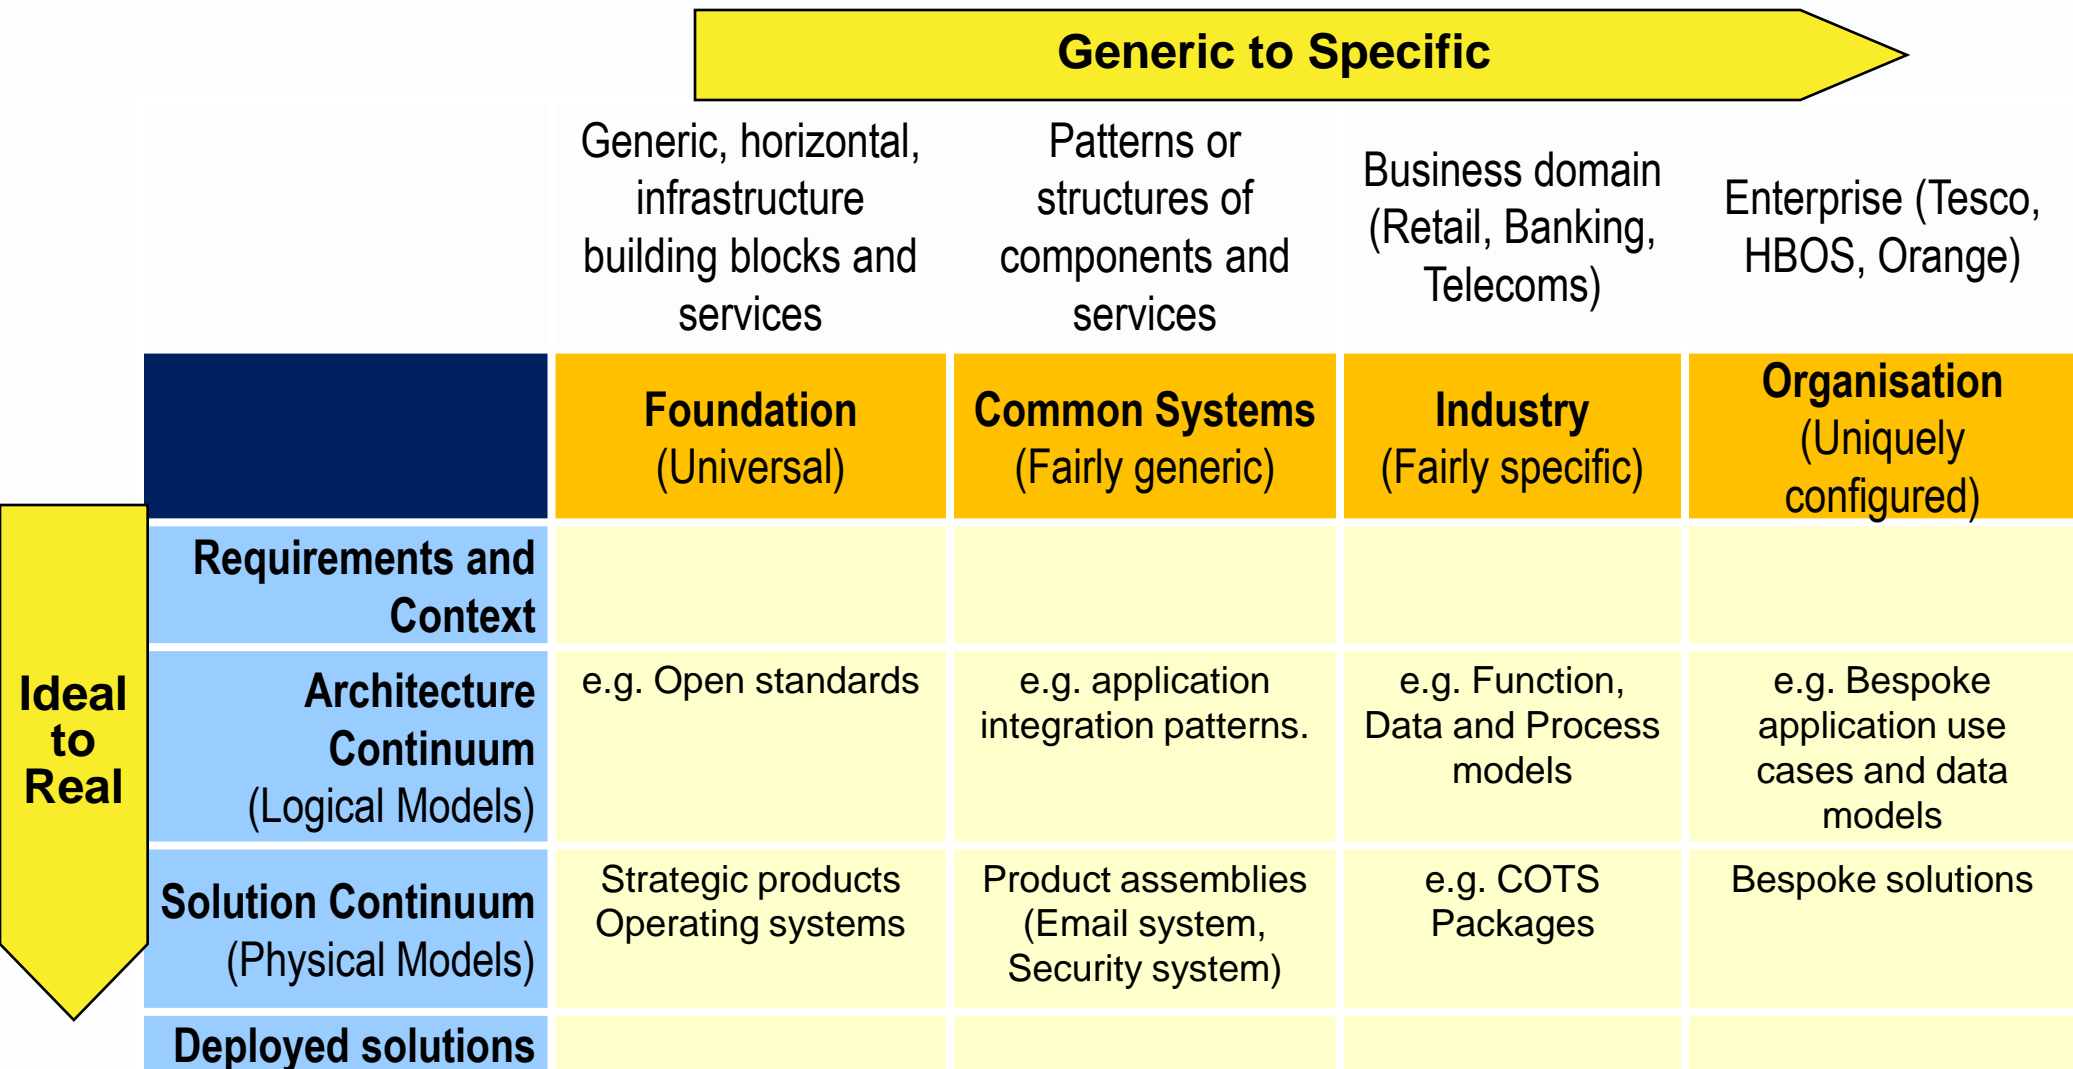 Generic to Specific
Generic, horizontal,
infrastructure
building blocks and
services
Patterns or
structures of
components and
services
Business domain
(Retail, Banking,
Telecoms)
Enterprise (Tesco,
HBOS, Orange)
Foundation
(Universal)
Common Systems
(Fairly generic)
Industry
(Fairly specific)
Organisation
(Uniquely
configured)
Ideal
to
Real
Requirements and
Context
Architecture
Continuum
(Logical Models)
e.g. Open standards
e.g. application
integration patterns.
e.g. Function,
Data and Process
models
e.g. Bespoke
application use
cases and data
models
Solution Continuum
(Physical Models)
Strategic products
Operating systems
Product assemblies
(Email system,
Security system)
e.g. COTS
Packages
Bespoke solutions
Deployed solutions